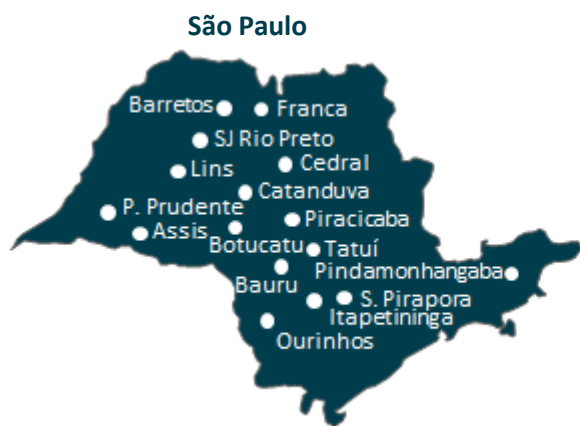 São Paulo
Barretos
Franca
SJ Rio Preto
Cedral
Lins
Catanduva
P. Prudente
Piracicaba
Assis
Botucatu
Tatuí
Pindamonhangaba
Bauru
S. Pirapora
Itapetininga
Ourinhos